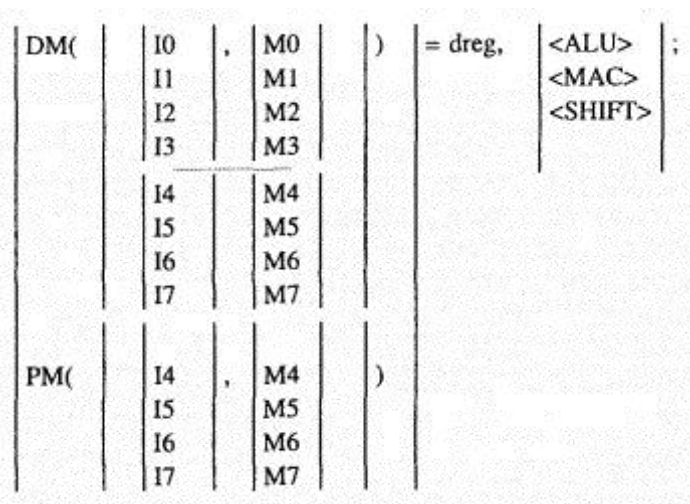 DM( I0 , M0 ) = dreg, <ALU> ;
I1 M1 <MAC>
I2 M2 <SHIFT>
I3 M3
I4 M4
I5 M5
I6 M6
I7 M7
PM( I4 , M4 )
I5 M5
I6 M6
I7 M7